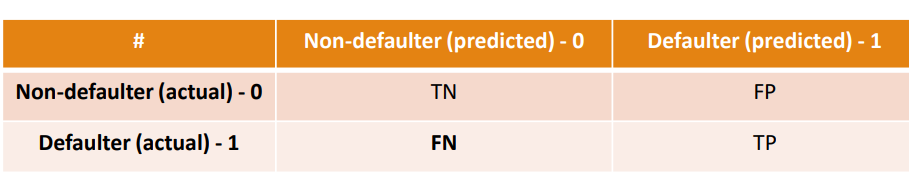 # Non-defaulter (predicted) - 0 Defaulter (predicted) - 1
Non-defaulter (actual) - 0 TN FP
Defaulter (actual) - 1 FN TP